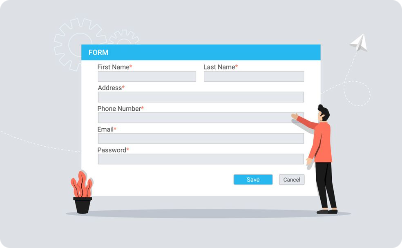 FORM
First Name* Last Name*
Address*
Phone Number*
Email*
Password*
Save Cancel